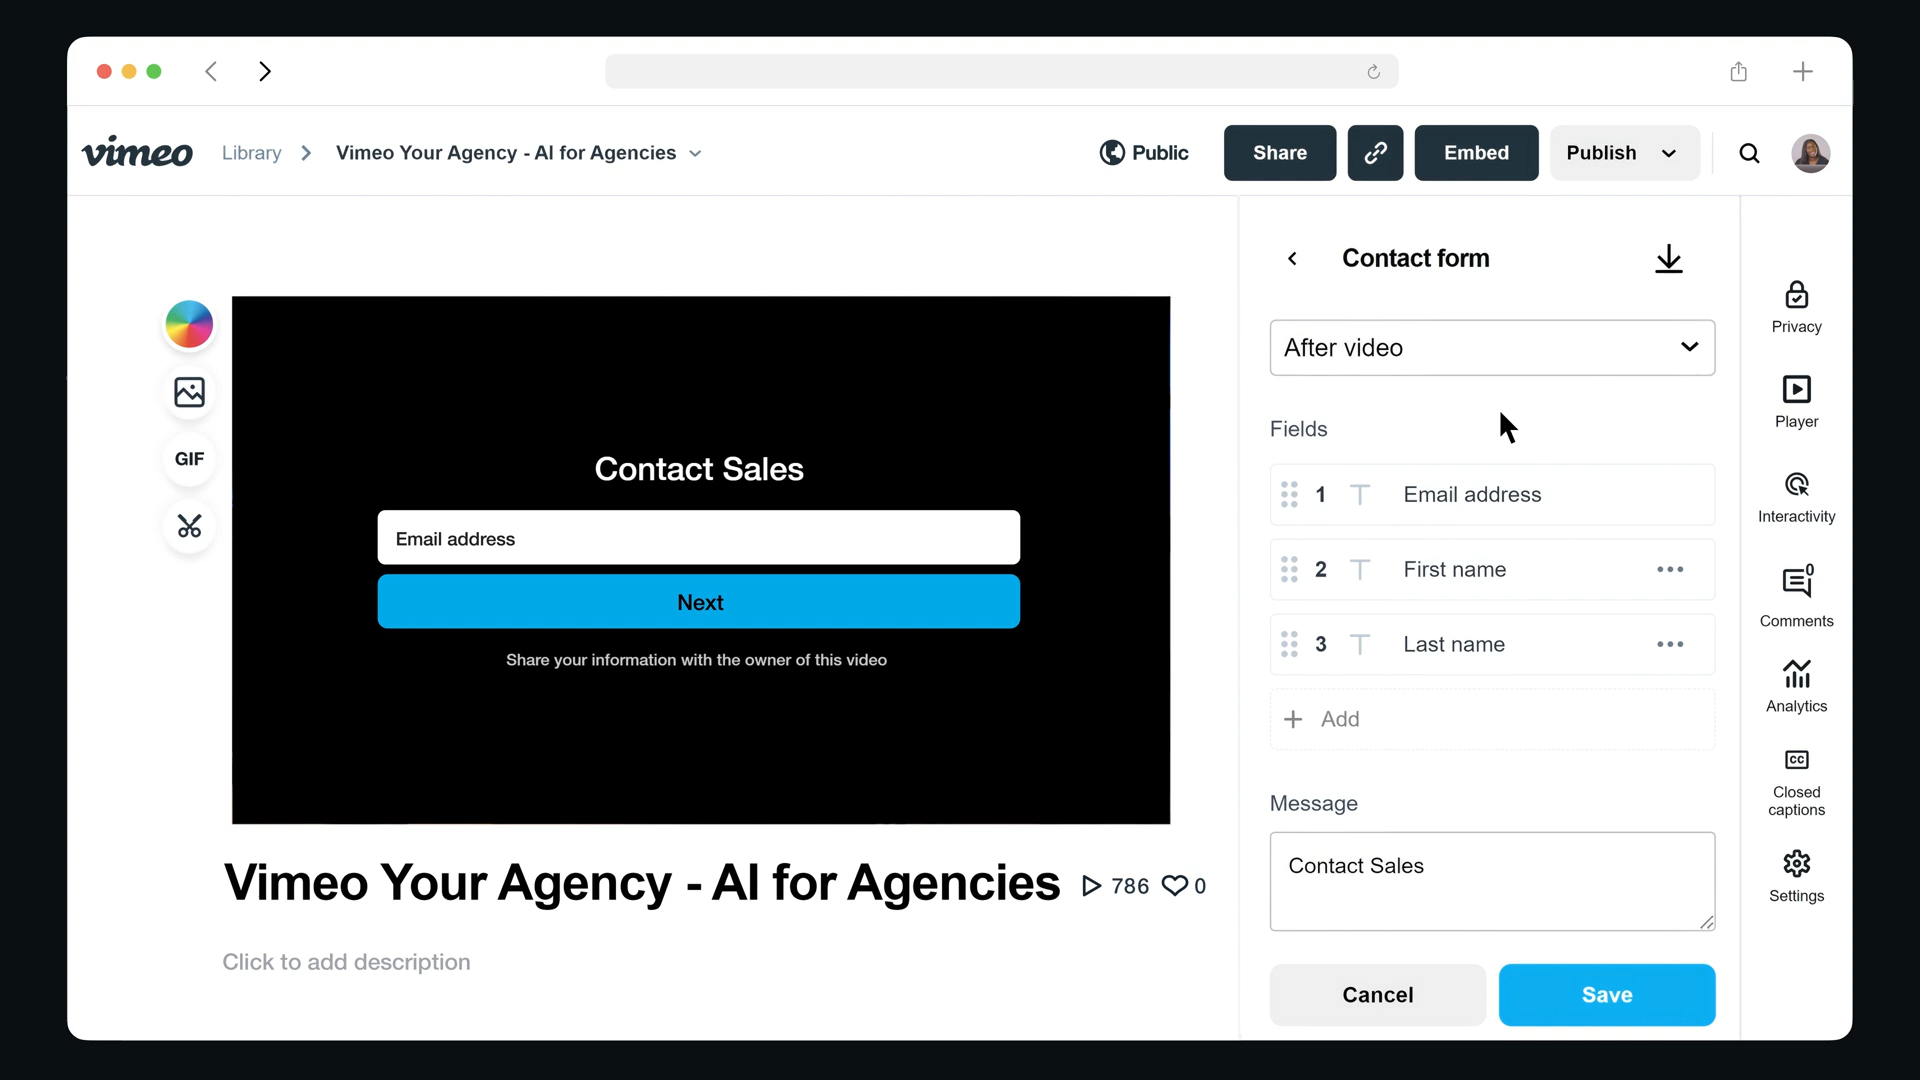 vimeo
Library
Vimeo Your Agency - AI for Agencies
Public
Share
Embed
Publish
Contact form
After video
Fields
1 Email address
2 First name
3 Last name
Add
Message
Contact Sales
Cancel
Save
GIF
Contact Sales
Email address
Next
Share your information with the owner of this video
Vimeo Your Agency - AI for Agencies
786
0
Click to add description
Privacy
Player
Interactivity
0
Comments
Analytics
CC
Closed
captions
Settings